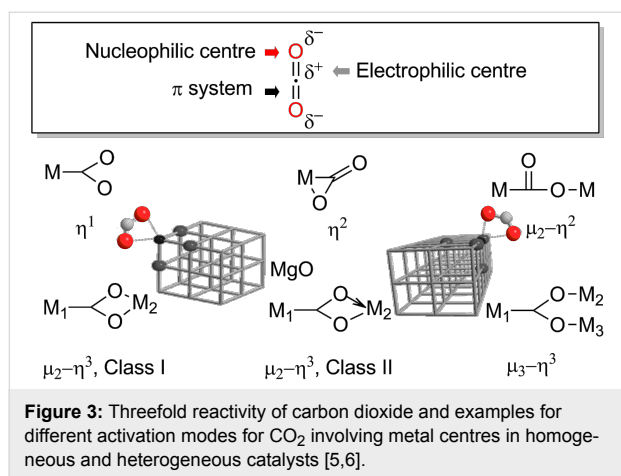 Nucleophilic centre O δ−
δ+ Electrophilic centre
π system
O δ−
M O O
η1
M O O
η2
O M O–M
μ2–η2
MgO
M1 O O M2
μ2–η3, Class I
M1 O O M2
μ2–η3, Class II
M1 O–M2 O–M3
μ3–η3
Figure 3: Threefold reactivity of carbon dioxide and examples for
different activation modes for CO2 involving metal centres in homoge-
neous and heterogeneous catalysts [5,6].